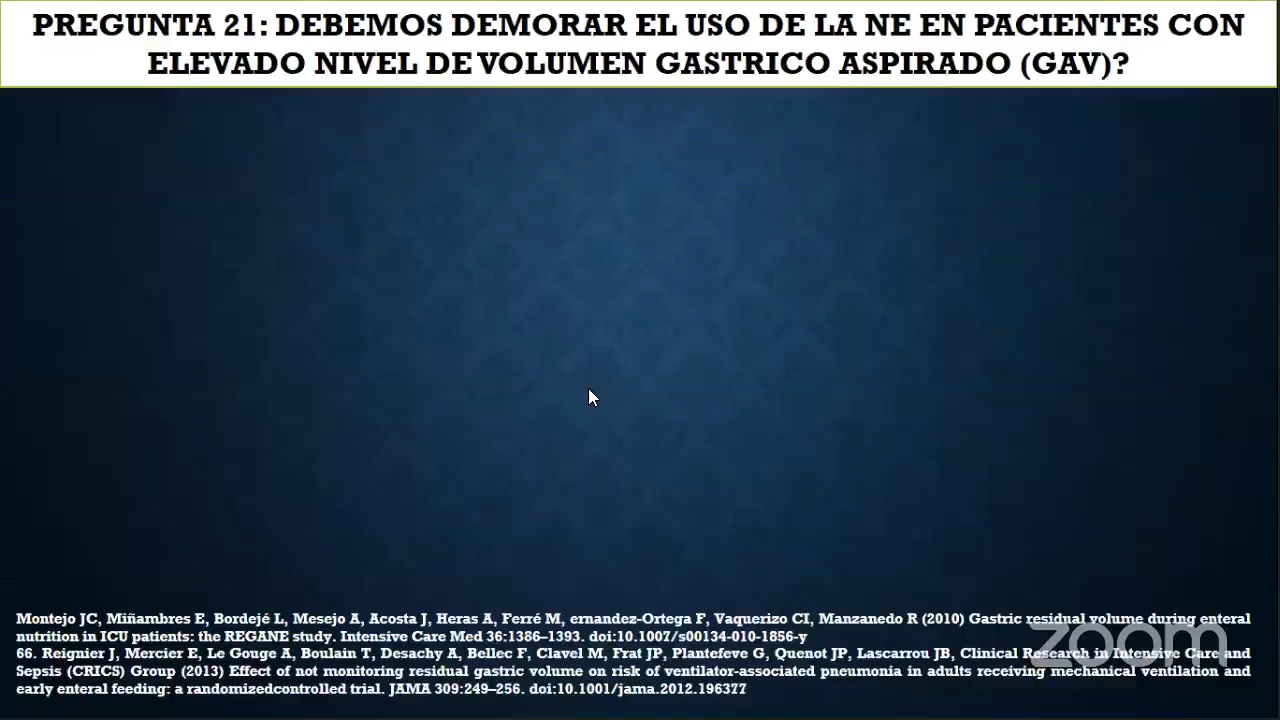 PREGUNTA 21: DEBEMOS DEMORAR EL USO DE LA NE EN PACIENTES CON
ELEVADO NIVEL DE VOLUMEN GASTRICO ASPIRADO (GAV)?
Montejo JC, Miñambres E, Bordejé L, Mesejo A, Acosta J, Heras A, Ferré M, ernandez-Ortega F, Vaquerizo CI, Manzanedo R (2010) Gastric residual volume during enteral
nutrition in ICU patients: the REGANE study. Intensive Care Med 36:1386–1393. doi:10.1007/s00134-010-1856-y
66. Reignier J, Mercier E, Le Gouge A, Boulain T, Desachy A, Bellec F, Clavel M, Frat JP, Plantefeve G, Quenot JP, Lascarrou JB, Clinical Research in Intensive Care and
Sepsis (CRICS) Group (2013) Effect of not monitoring residual gastric volume on risk of ventilator-associated pneumonia in adults receiving mechanical ventilation and
early enteral feeding: a randomizedcontrolled trial. JAMA 309:249–256. doi:10.1001/jama.2012.196377
zoom